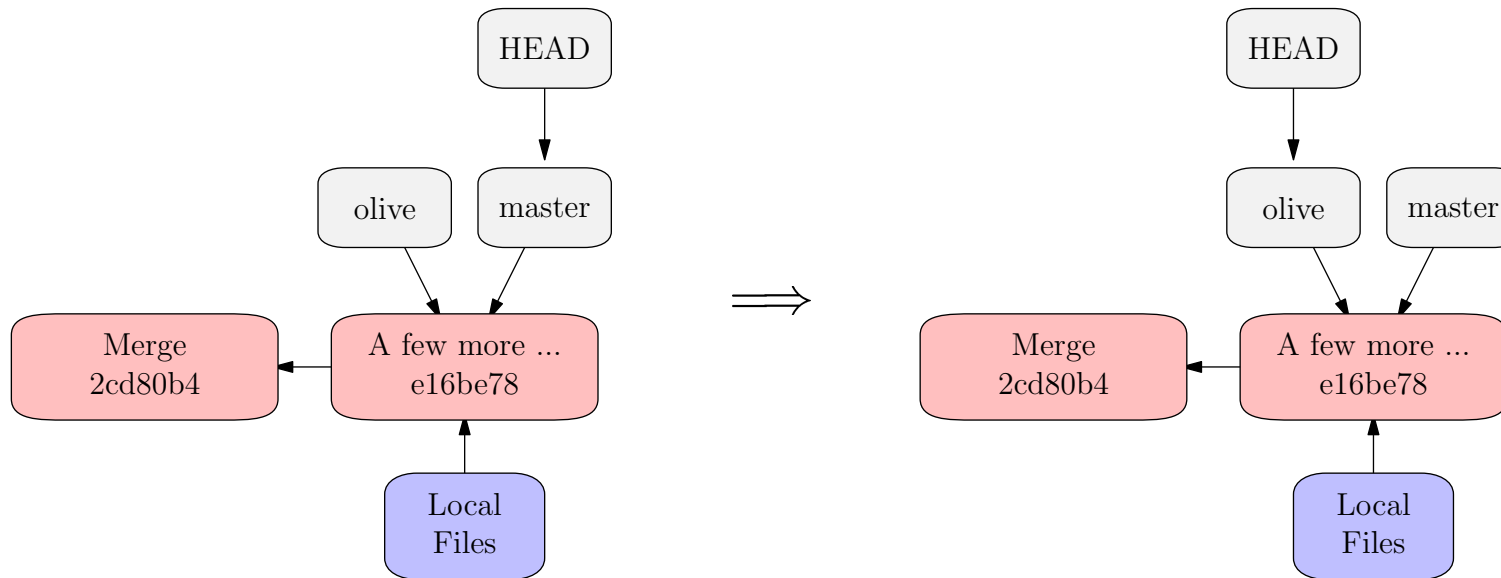 HEAD
olive
master
Merge
2cd80b4
A few more ...
e16be78
Local
Files
⟹
HEAD
olive
master
Merge
2cd80b4
A few more ...
e16be78
Local
Files